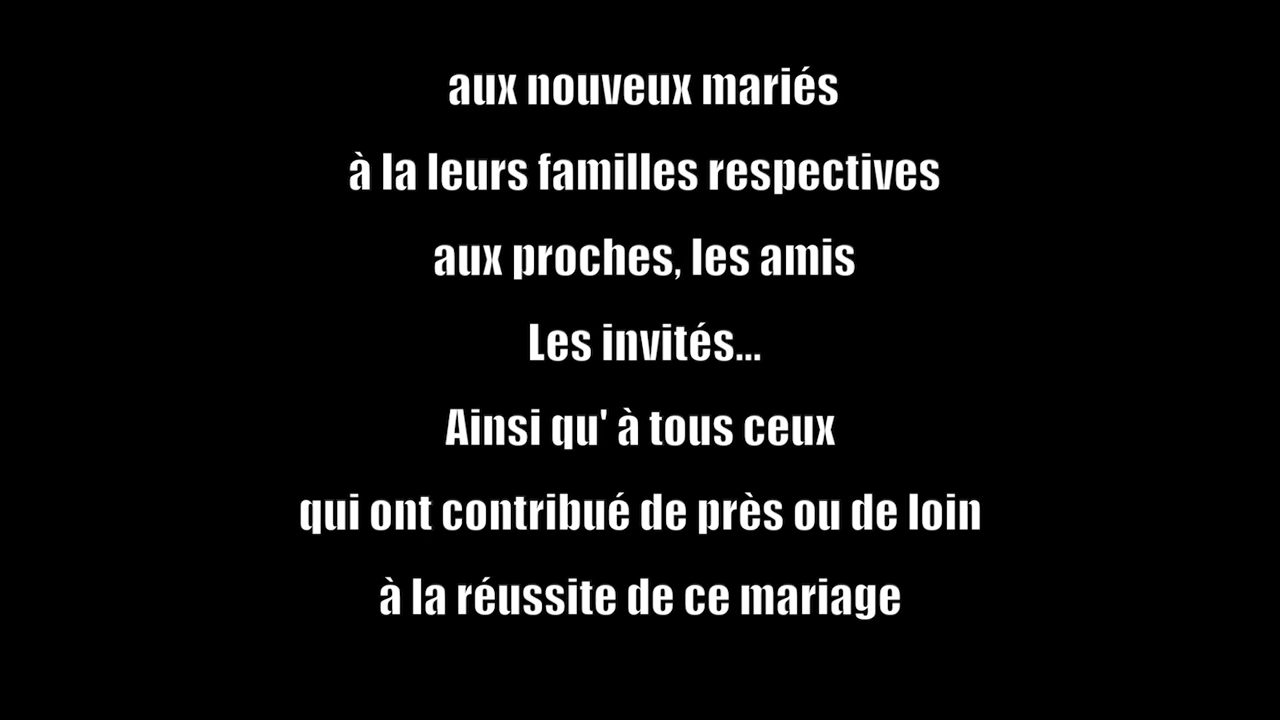 aux nouveux mariés
à la leurs familles respectives
aux proches, les amis
Les invités...
Ainsi qu' à tous ceux
qui ont contribué de près ou de loin
à la réussite de ce mariage